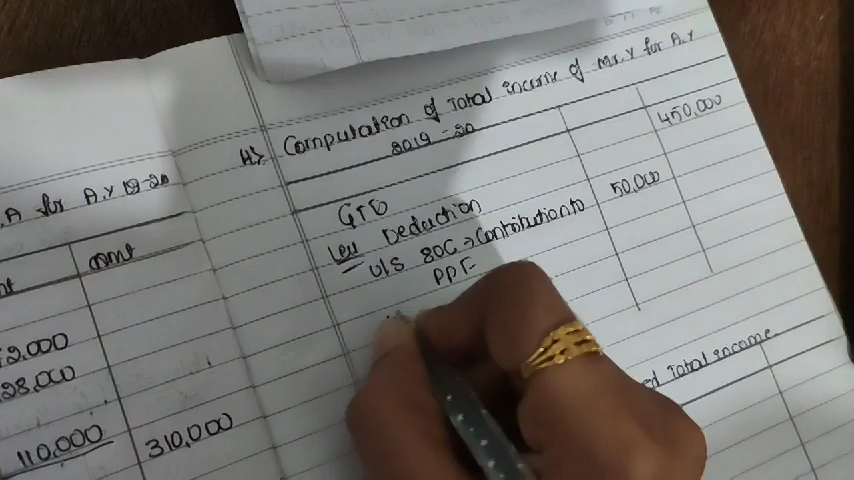 .A for A.Y 19-20
amt
2,000
28,000
110,000
310,000
Computation of Total income of Mr. Y for A.Y
2019-20
GTI 450,000
Less Deduction
U/S 80C → Contribution to 50,000
PPF
ed Total income